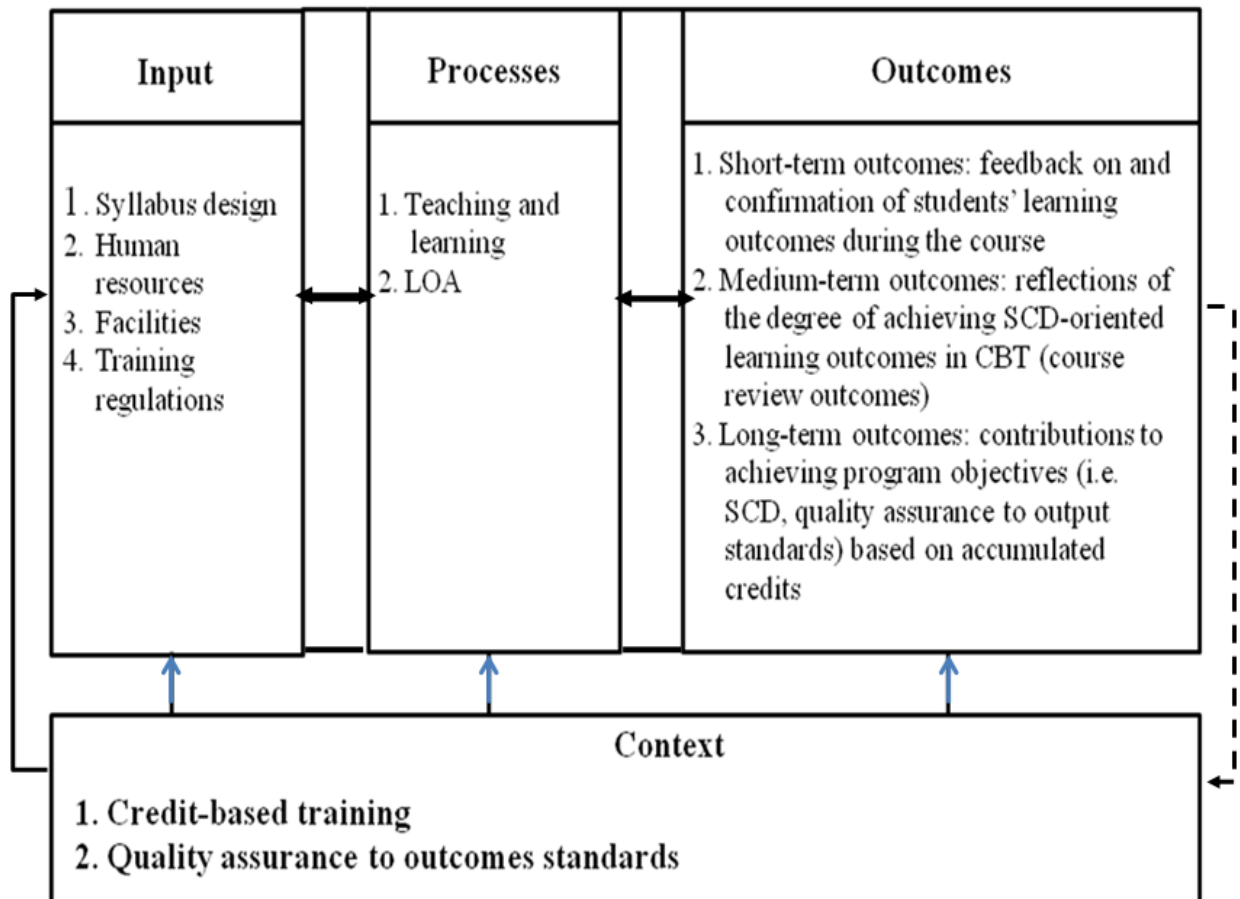 Input
1. Syllabus design
2. Human
resources
3. Facilities
4. Training
regulations
Processes
1. Teaching and
learning
2. LOA
Outcomes
1. Short-term outcomes: feedback on and
confirmation of students’ learning
outcomes during the course
2. Medium-term outcomes: reflections of
the degree of achieving SCD-oriented
learning outcomes in CBT (course
review outcomes)
3. Long-term outcomes: contributions to
achieving program objectives (i.e.
SCD, quality assurance to output
standards) based on accumulated
credits
Context
1. Credit-based training
2. Quality assurance to outcomes standards